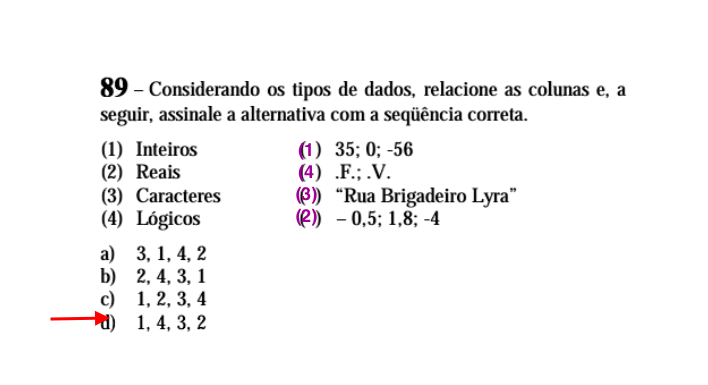 89 – Considerando os tipos de dados, relacione as colunas e, a
seguir, assinale a alternativa com a seqüência correta.
(1) Inteiros (1) 35; 0; -56
(2) Reais (4) .F.; .V.
(3) Caracteres (3) “Rua Brigadeiro Lyra”
(4) Lógicos (2) – 0,5; 1,8; -4
a) 3, 1, 4, 2
b) 2, 4, 3, 1
c) 1, 2, 3, 4
d) 1, 4, 3, 2